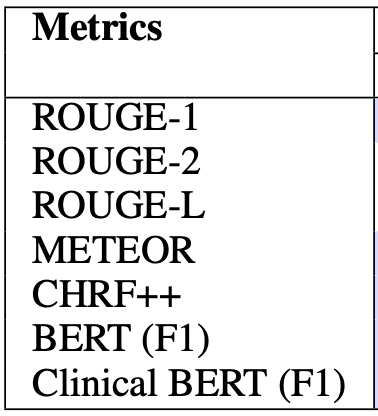 Metrics
ROUGE-1
ROUGE-2
ROUGE-L
METEOR
CHRF++
BERT (F1)
Clinical BERT (F1)